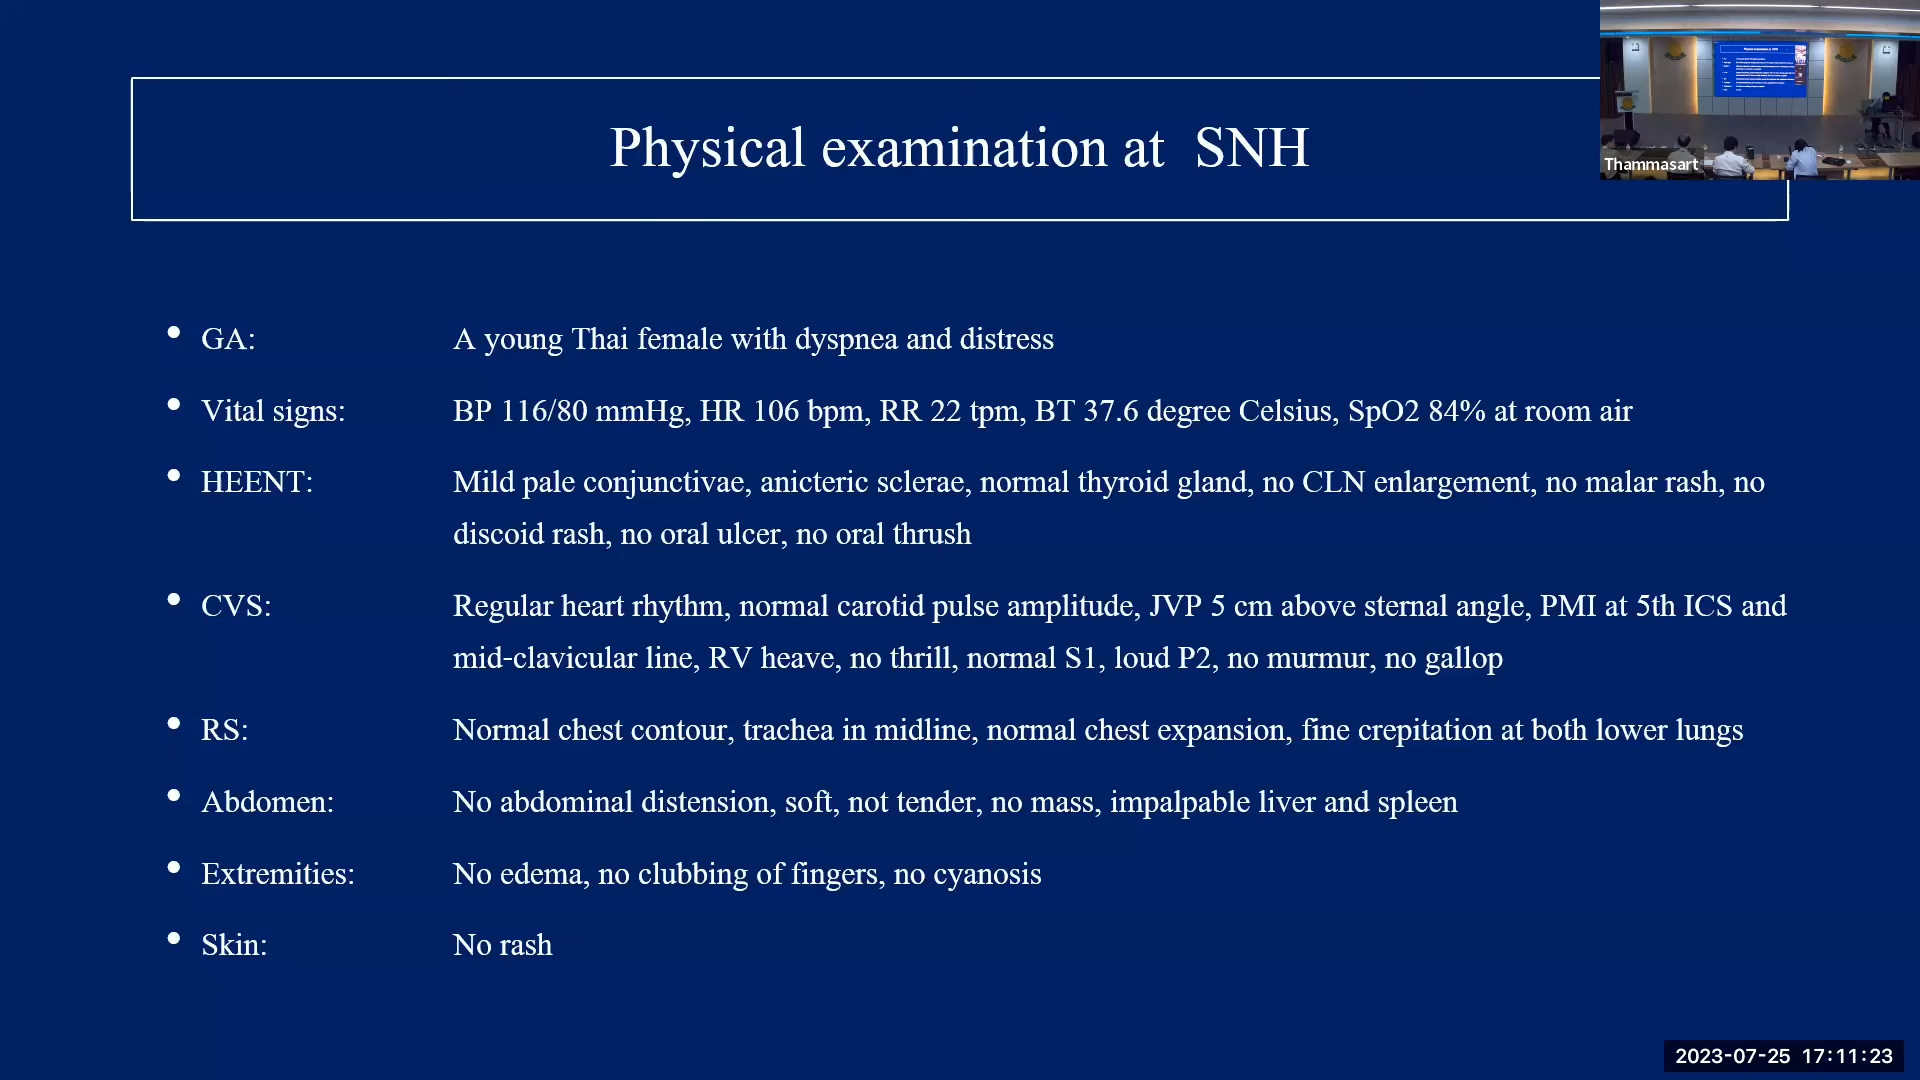 Physical examination at SNH
Thammasart
• GA: A young Thai female with dyspnea and distress
• Vital signs: BP 116/80 mmHg, HR 106 bpm, RR 22 tpm, BT 37.6 degree Celsius, SpO2 84% at room air
• HEENT: Mild pale conjunctivae, anicteric sclerae, normal thyroid gland, no CLN enlargement, no malar rash, no
discoid rash, no oral ulcer, no oral thrush
• CVS: Regular heart rhythm, normal carotid pulse amplitude, JVP 5 cm above sternal angle, PMI at 5th ICS and
mid-clavicular line, RV heave, no thrill, normal S1, loud P2, no murmur, no gallop
• RS: Normal chest contour, trachea in midline, normal chest expansion, fine crepitation at both lower lungs
• Abdomen: No abdominal distension, soft, not tender, no mass, impalpable liver and spleen
• Extremities: No edema, no clubbing of fingers, no cyanosis
• Skin: No rash
2023-07-25 17:11:23